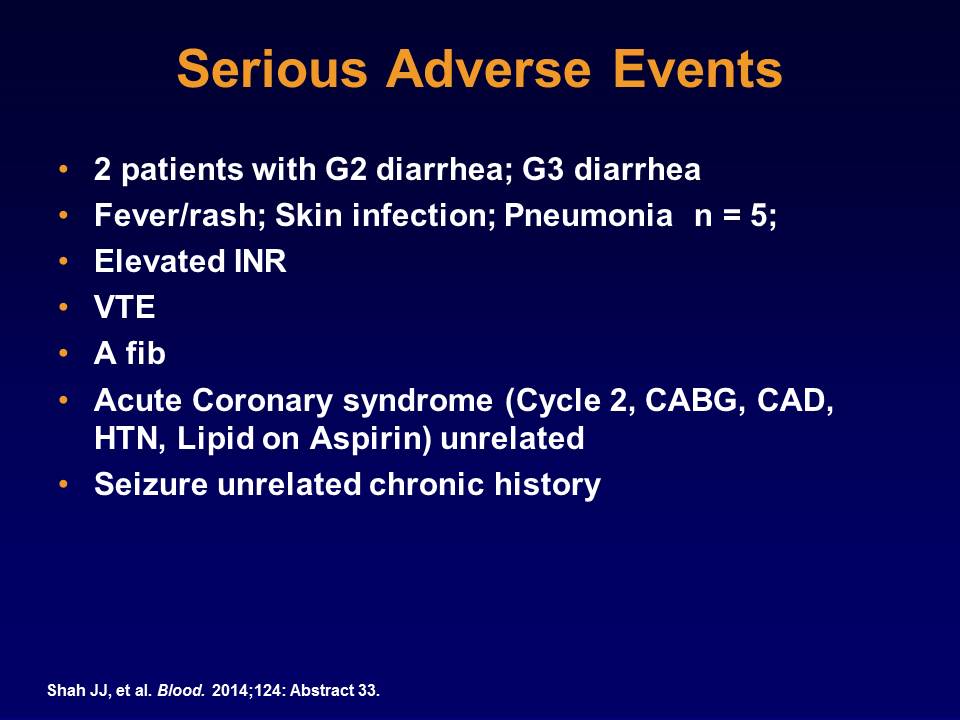 Serious Adverse Events
• 2 patients with G2 diarrhea; G3 diarrhea
• Fever/rash; Skin infection; Pneumonia  n = 5;
• Elevated INR
• VTE
• A fib
• Acute Coronary syndrome (Cycle 2, CABG, CAD,
HTN, Lipid on Aspirin) unrelated
• Seizure unrelated chronic history
Shah JJ, et al. Blood. 2014;124: Abstract 33.